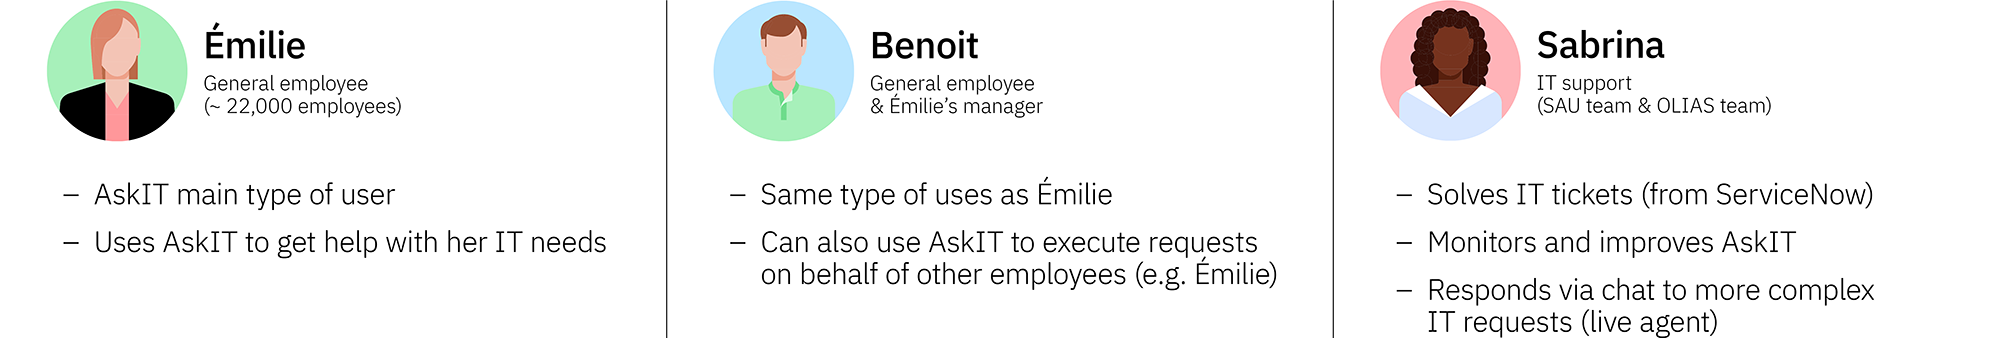 Émilie
General employee
(~ 22,000 employees)
– AskIT main type of user
– Uses AskIT to get help with her IT needs
Benoit
General employee
& Émilie’s manager
– Same type of uses as Émilie
– Can also use AskIT to execute requests
on behalf of other employees (e.g. Émilie)
Sabrina
IT support
(SAU team & OLIAS team)
– Solves IT tickets (from ServiceNow)
– Monitors and improves AskIT
– Responds via chat to more complex
IT requests (live agent)